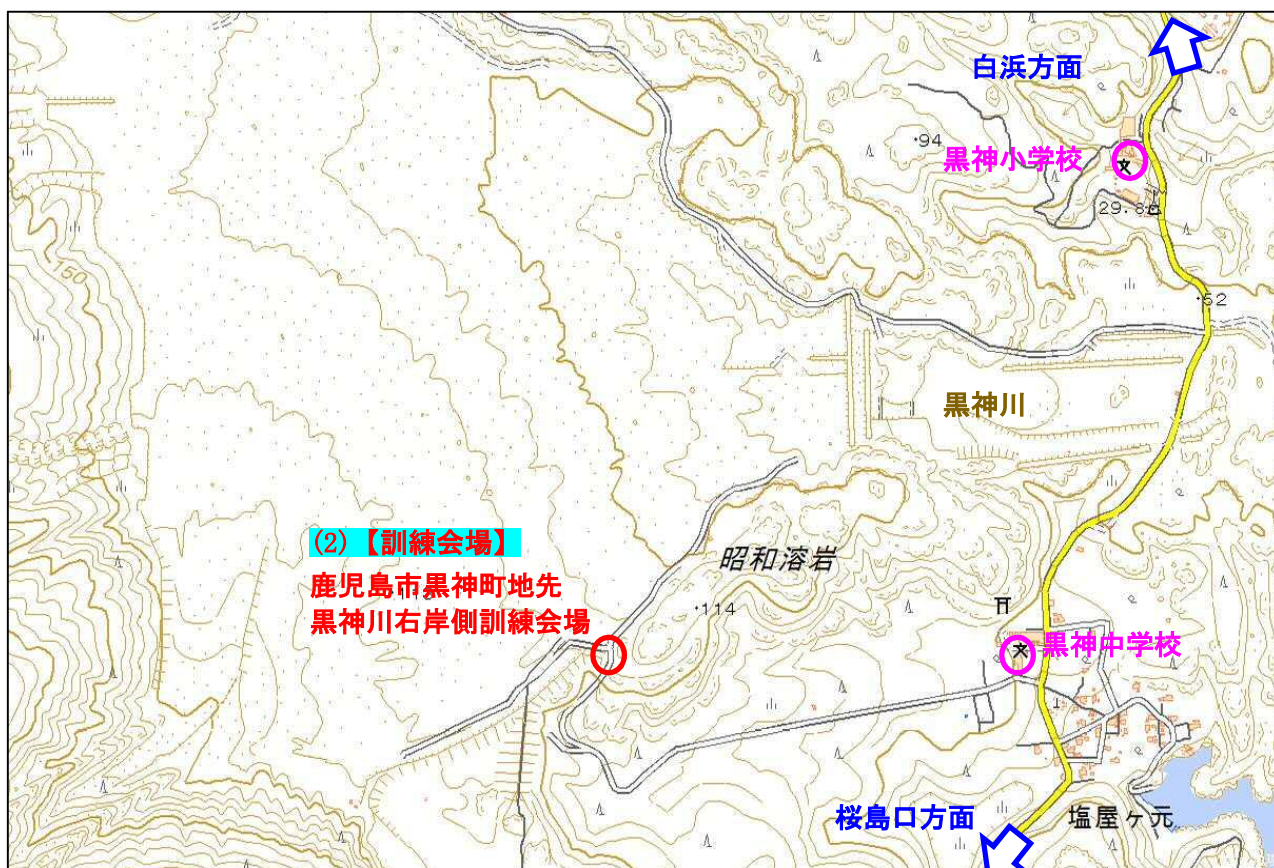 白浜方面
黒神小学校
・94
29.8
150
・52
黒神川
(2)【訓練会場】
鹿児島市黒神町地先
黒神川右岸側訓練会場
昭和溶岩
・114
黒神中学校
桜島口方面
塩屋ヶ元